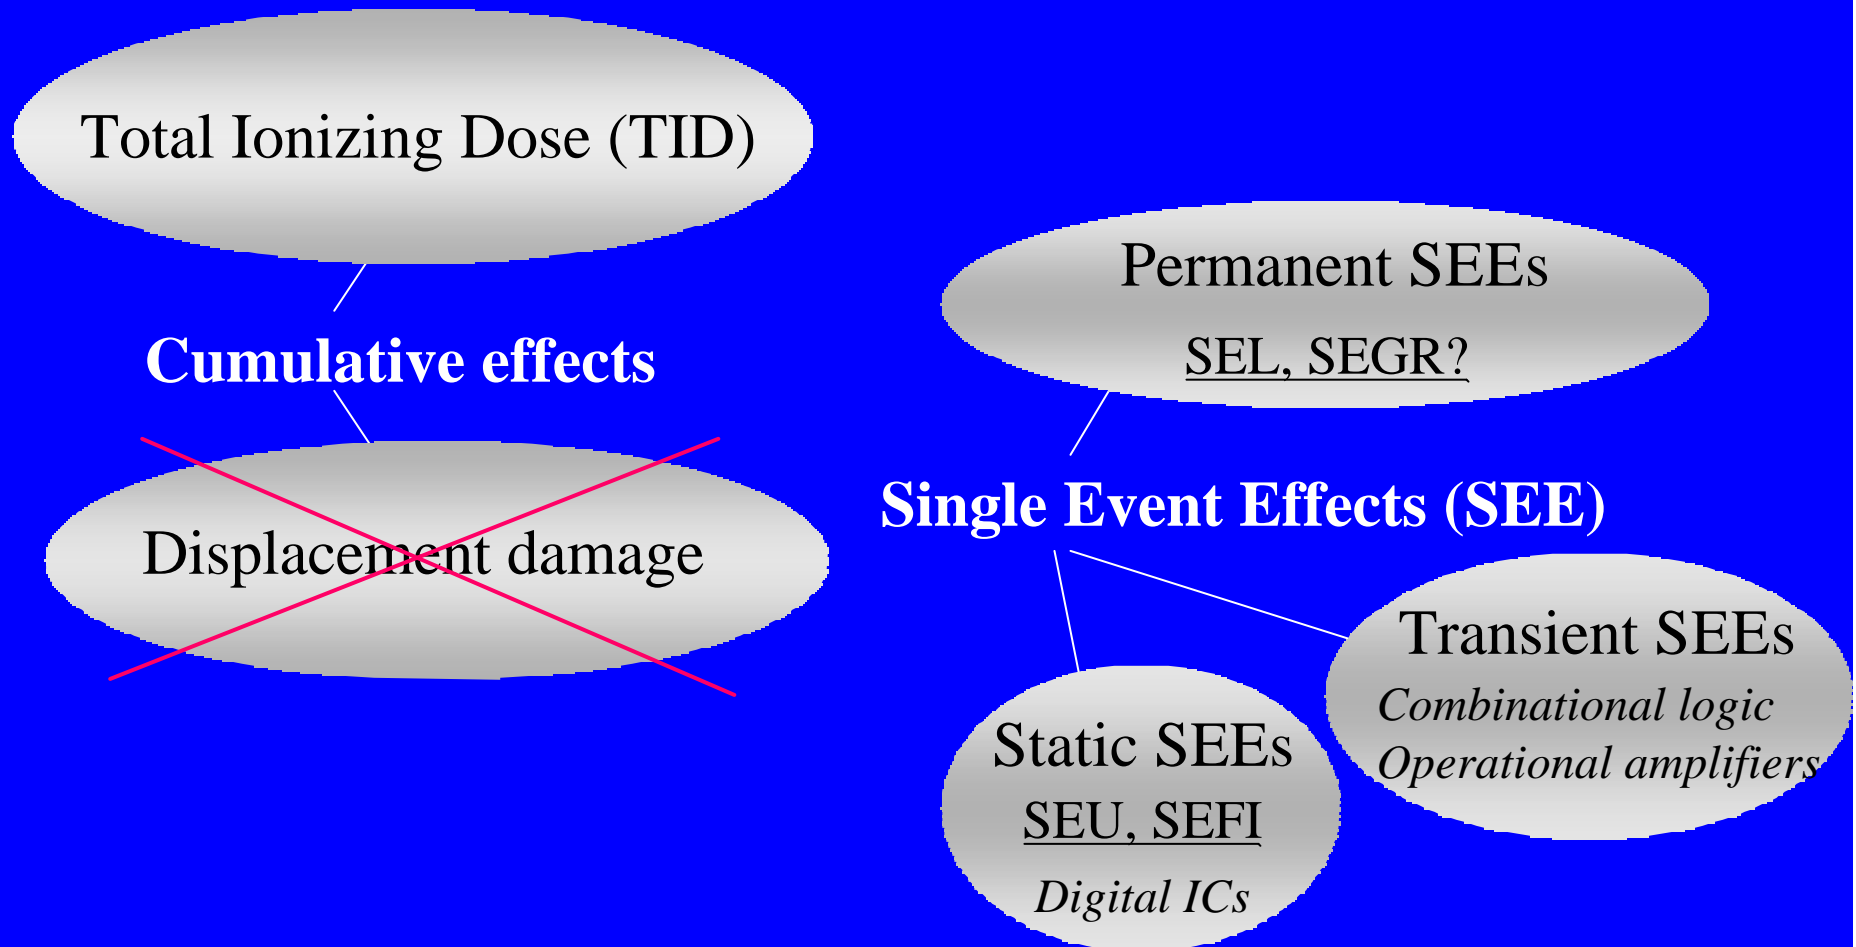 Total Ionizing Dose (TID)
Cumulative effects
Displacement damage
Permanent SEEs
SEL, SEGR?
Single Event Effects (SEE)
Static SEEs
SEU, SEFI
Digital ICs
Transient SEEs
Combinational logic
Operational amplifiers